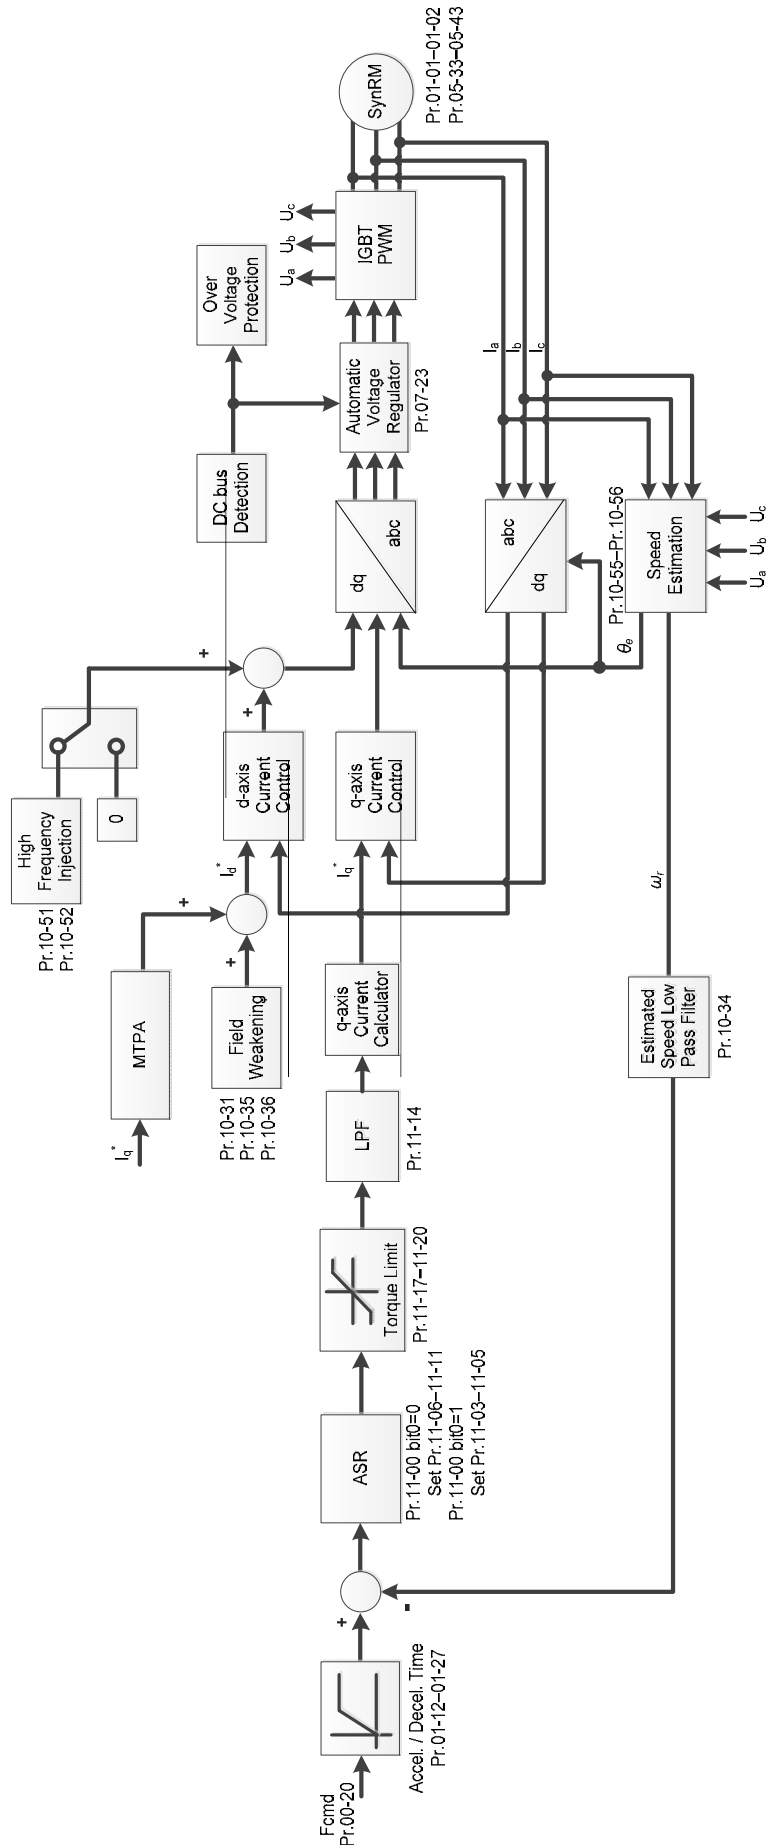 Fcmd
Pr.00-20
Accel. / Decel. Time
Pr.01-12–01-27
+
-
ASR
Pr.11-00 bit0=0
Set Pr.11-06–11-11
Pr.11-00 bit0=1
Set Pr.11-03–11-05
Torque Limit
Pr.11-17–11-20
LPF
Pr.11-14
Iq*
MTPA
Pr.10-31
Pr.10-35
Pr.10-36
Field
Weakening
+
+
q-axis
Current
Calculator
Id*
Iq*
High
Frequency
Injection
Pr.10-51
Pr.10-52
0
d-axis
Current
Control
q-axis
Current
Control
+
+
dq
abc
DC bus
Detection
Over
Voltage
Protection
Automatic
Voltage
Regulator
Pr.07-23
IGBT
PWM
Ua
Ub
Uc
SynRM
Pr.01-01–01-02
Pr.05-33–05-43
Ia
Ib
Ic
abc
dq
Pr.10-55–Pr.10-56
Speed
Estimation
Ua
Ub
Uc
θe
ωr
Estimated
Speed Low
Pass Filter
Pr.10-34